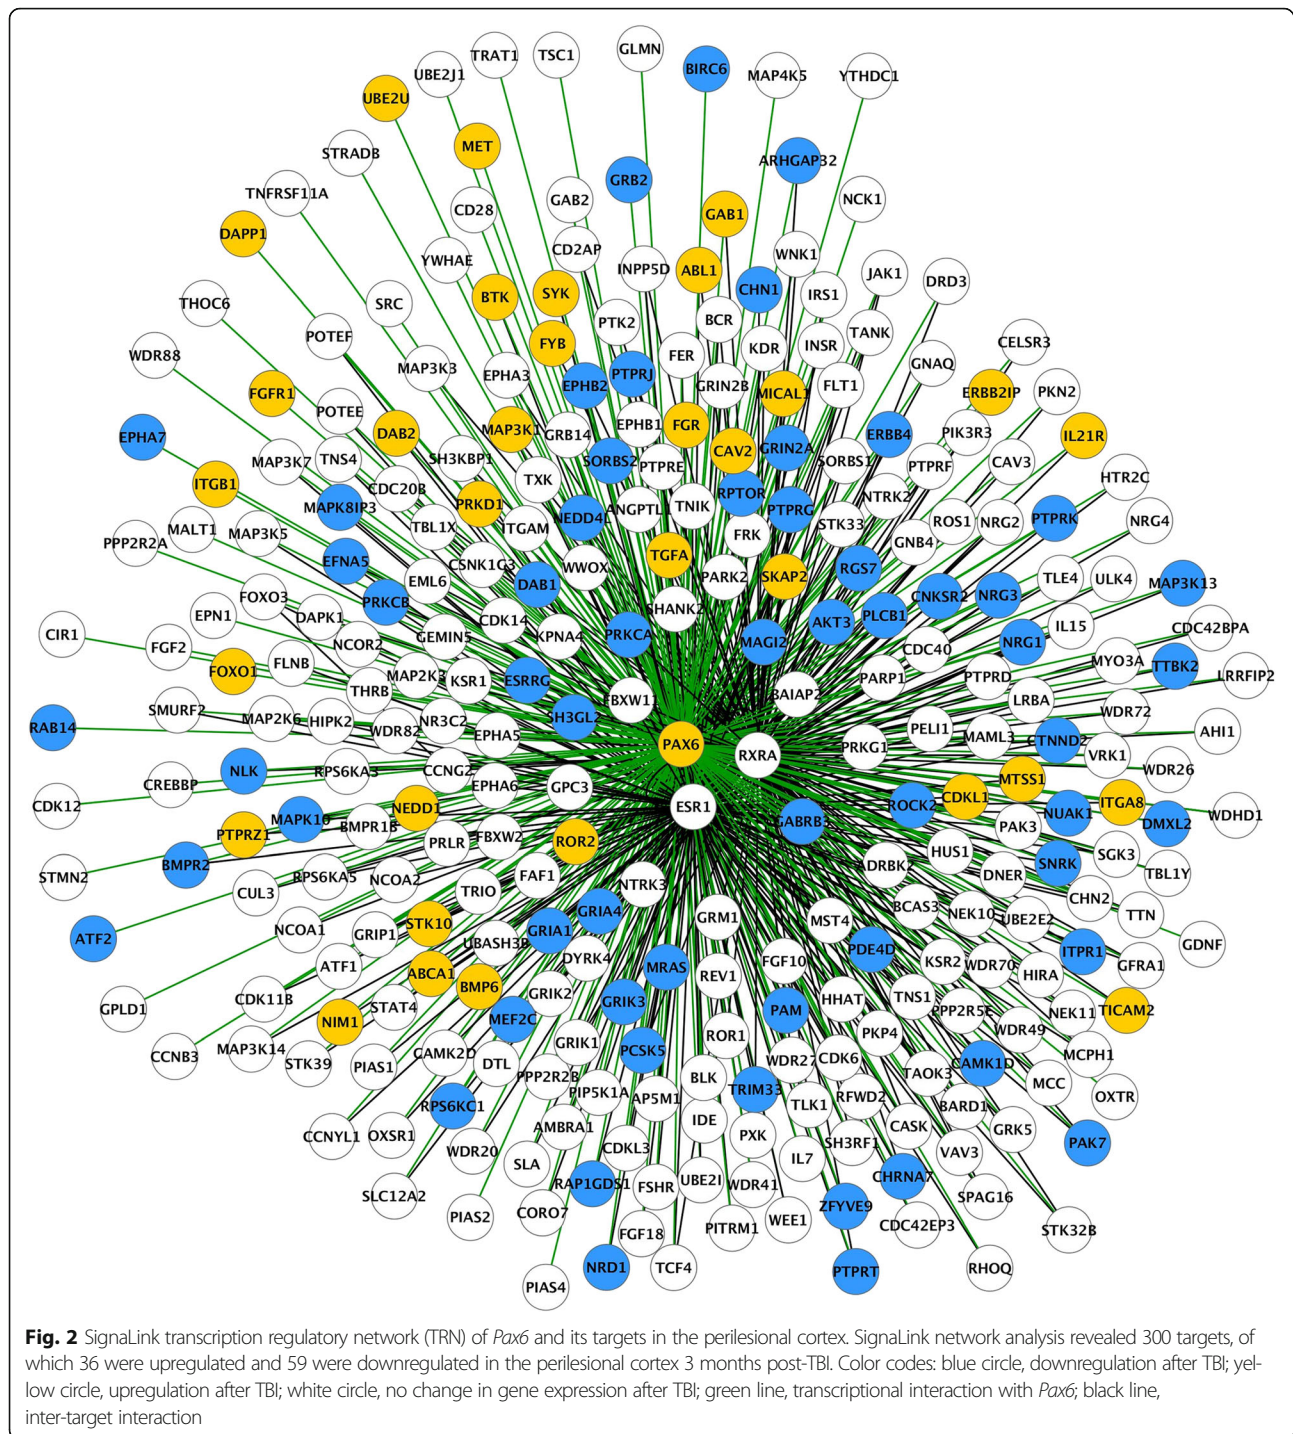 GLMN
TRAT1
TSC1
BIRC6
UBE2J1
MAP4K5
YTHDC1
UBE2U
MET
STRADB
ARHGAP32
GRB2
TNFRSF11A
GAB2
NCK1
CD28
GAB1
DAPP1
CD2AP
WNK1
YWHAE
INPP5D
ABL1
JAK1
DRD3
CHN1
SYK
IRS1
BTK
THOC6
SRC
BCR
PTK2
TANK
POTEF
FYB
CELSR3
INSR
KDR
WDR88
FER
GNAQ
MAP3K3
EPHA3
PTPRJ
EPHB2
GRIN2B
FLT1
MICAL1
ERBB2IP
PKN2
FGFR1
POTEE
EPHB1
FGR
MAP3K1
DAB2
GRB14
PIK3R3
ERBB4
IL21R
EPHA7
GRIN2A
CAV2
SH3KBP1
TNS4
SORBS2
SORBS1
CAV3
MAP3K7
PTPRE
PTPRF
HTR2C
ITGB1
TXK
CDC20B
RPTOR
NTRK2
PRKD1
MAPK8IP3
TNIK
ANGPTL1
PTPRG
NEDD4L
STK33
ROS1
NRG2
PTPRK
NRG4
TBL1X
ITGAM
MALT1
MAP3K5
FRK
GNB4
PPP2R2A
TGFA
CSNK1G3
WWOX
EFNA5
RGS7
SKAP2
PARK2
TLE4
ULK4
MAP3K13
EML6
DAB1
FOXO3
PRKCB
CNKSR2
NRG3
SHANK2
PLCB1
EPN1
DAPK1
CDK14
AKT3
IL15
CIR1
GEMIN5
KPNA4
PRKCA
CDC42BPA
MAGI2
NRG1
FGF2
NCOR2
CDC40
MYO3A
FOXO1
FLNB
TTBK2
MAP2K3
KSR1
ESRRG
PARP1
PTPRD
LRRFIP2
THRB
BAIAP2
FBXW11
LRBA
SMURF2
MAP2K6
WDR72
SH3GL2
HIPK2
NR3C2
RAB14
WDR82
PELI1
AHI1
EPHA5
PAX6
PRKG1
MAML3
CTNND2
RXRA
VRK1
NLK
RPS6KA3
CCNG2
WDR26
CREBBP
MTSS1
EPHA6
GPC3
CDKL1
CDK12
ROCK2
ITGA8
NEDD1
ESR1
NUAK1
WDHD1
MAPK10
GABRB3
DMXL2
BMPR1B
PAK3
PTPRZ1
FBXW2
PRLR
ROR2
HUS1
SGK3
BMPR2
ADRBK2
SNRK
TBL1Y
STMN2
RPS6KA5
NCOA2
FAF1
DNER
CUL3
TRIO
NTRK3
CHN2
BCAS3
NEK10
TTN
GRIA4
UBE2E2
GRM1
MST4
NCOA1
STK10
GRIP1
GRIA1
ATF2
UBASH3B
PDE4D
ITPR1
GDNF
DYRK4
FGF10
ATF1
ABCA1
MRAS
KSR2
WDR70
GFRA1
REV1
HIRA
BMP6
GRIK2
CDK11B
GRIK3
HHAT
TNS1
GPLD1
STAT4
PAM
PPP2R5E
NEK11
TICAM2
NIM1
MEF2C
WDR49
ROR1
PKP4
GRIK1
MAP3K14
PCSK5
CAMK2D
CCNB3
MCPH1
STK39
WDR27
CDK6
DTL
CAMK1D
PIAS1
TAOK3
PPP2R2B
BLK
MCC
PIP5K1A
TRIM33
OXTR
AP5M1
RFWD2
RPS6KC1
TLK1
BARD1
IDE
CASK
AMBRA1
GRK5
CCNYL1
OXSR1
PXK
SH3RF1
PAK7
CDKL3
WDR20
VAV3
IL7
SLA
CHRNA7
UBE2I
RAP1GDS1
FSHR
WDR41
SLC12A2
SPAG16
ZFYVE9
CORO7
PIAS2
WEE1
CDC42EP3
PITRM1
STK32B
FGF18
NRD1
TCF4
PTPRT
RHOQ
PIAS4
Fig. 2 SignaLink transcription regulatory network (TRN) of Pax6 and its targets in the perilesional cortex. SignaLink network analysis revealed 300 targets, of
which 36 were upregulated and 59 were downregulated in the perilesional cortex 3 months post-TBI. Color codes: blue circle, downregulation after TBI; yel-
low circle, upregulation after TBI; white circle, no change in gene expression after TBI; green line, transcriptional interaction with Pax6; black line,
inter-target interaction